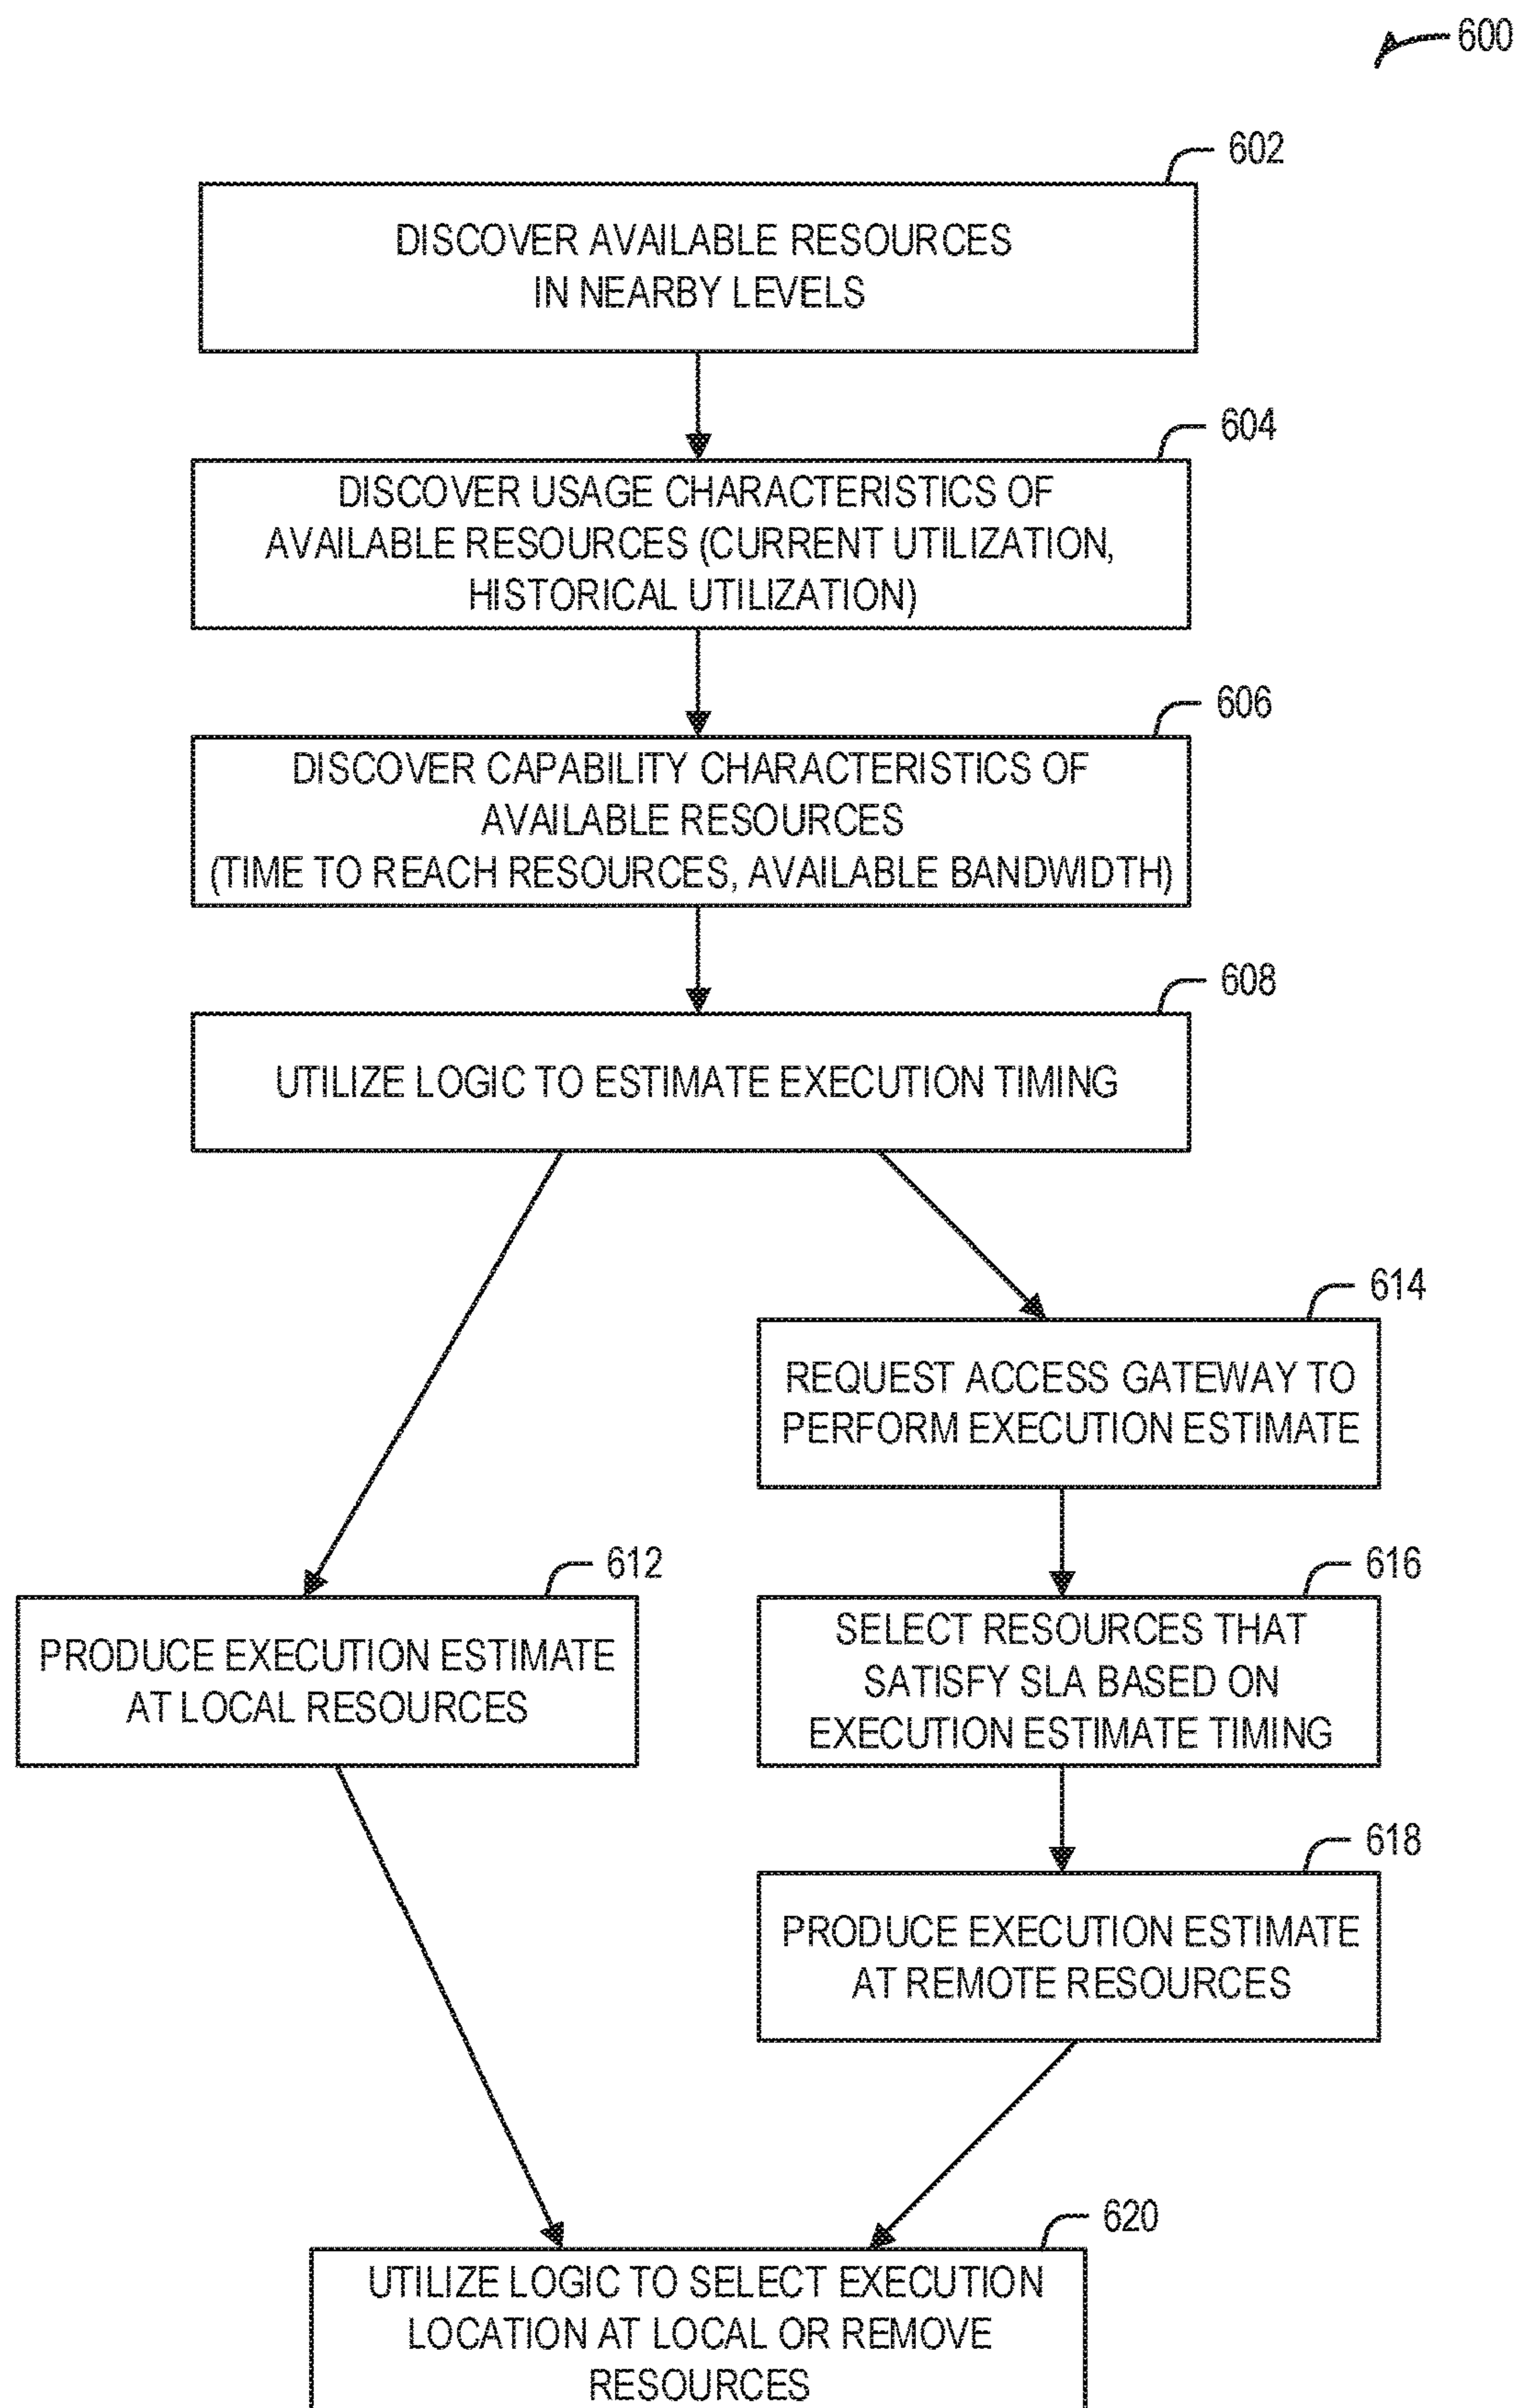 600
602
DISCOVER AVAILABLE RESOURCES
IN NEARBY LEVELS
604
DISCOVER USAGE CHARACTERISTICS OF
AVAILABLE RESOURCES (CURRENT UTILIZATION,
HISTORICAL UTILIZATION)
606
DISCOVER CAPABILITY CHARACTERISTICS OF
AVAILABLE RESOURCES
(TIME TO REACH RESOURCES, AVAILABLE BANDWIDTH)
608
UTILIZE LOGIC TO ESTIMATE EXECUTION TIMING
614
REQUEST ACCESS GATEWAY TO
PERFORM EXECUTION ESTIMATE
612
PRODUCE EXECUTION ESTIMATE
AT LOCAL RESOURCES
616
SELECT RESOURCES THAT
SATISFY SLA BASED ON
EXECUTION ESTIMATE TIMING
618
PRODUCE EXECUTION ESTIMATE
AT REMOTE RESOURCES
620
UTILIZE LOGIC TO SELECT EXECUTION
LOCATION AT LOCAL OR REMOVE
RESOURCES